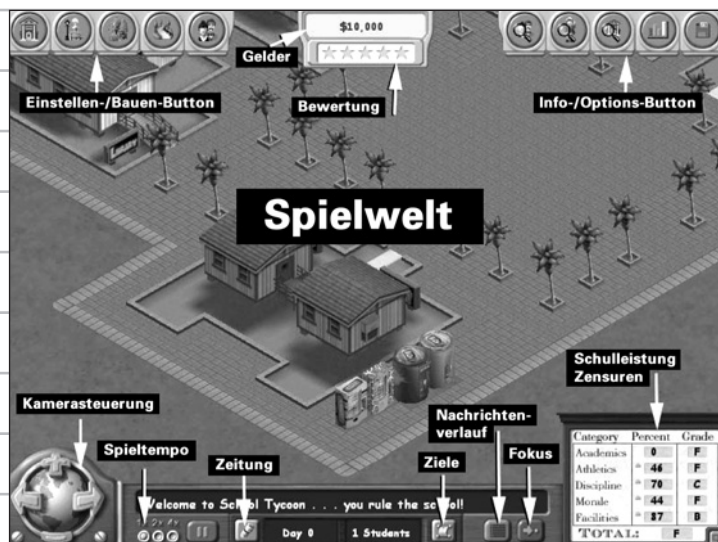 $10,000
Gelder
Einstellen-/Bauen-Button
Bewertung
Info-/Options-Button
Library
Spielwelt
Schulleistung
Zensuren
Kamerasteuerung
Nachrichten-
verlauf
Spieltempo
Zeitung
Ziele
Fokus
Category Percent Grade
Academics 0 F
Athletics 46 F
Discipline 70 C
Morale 44 F
Facilities 87 B
TOTAL: F
Welcome to School Tycoon . . . you rule the school!
Day 0
1 Students